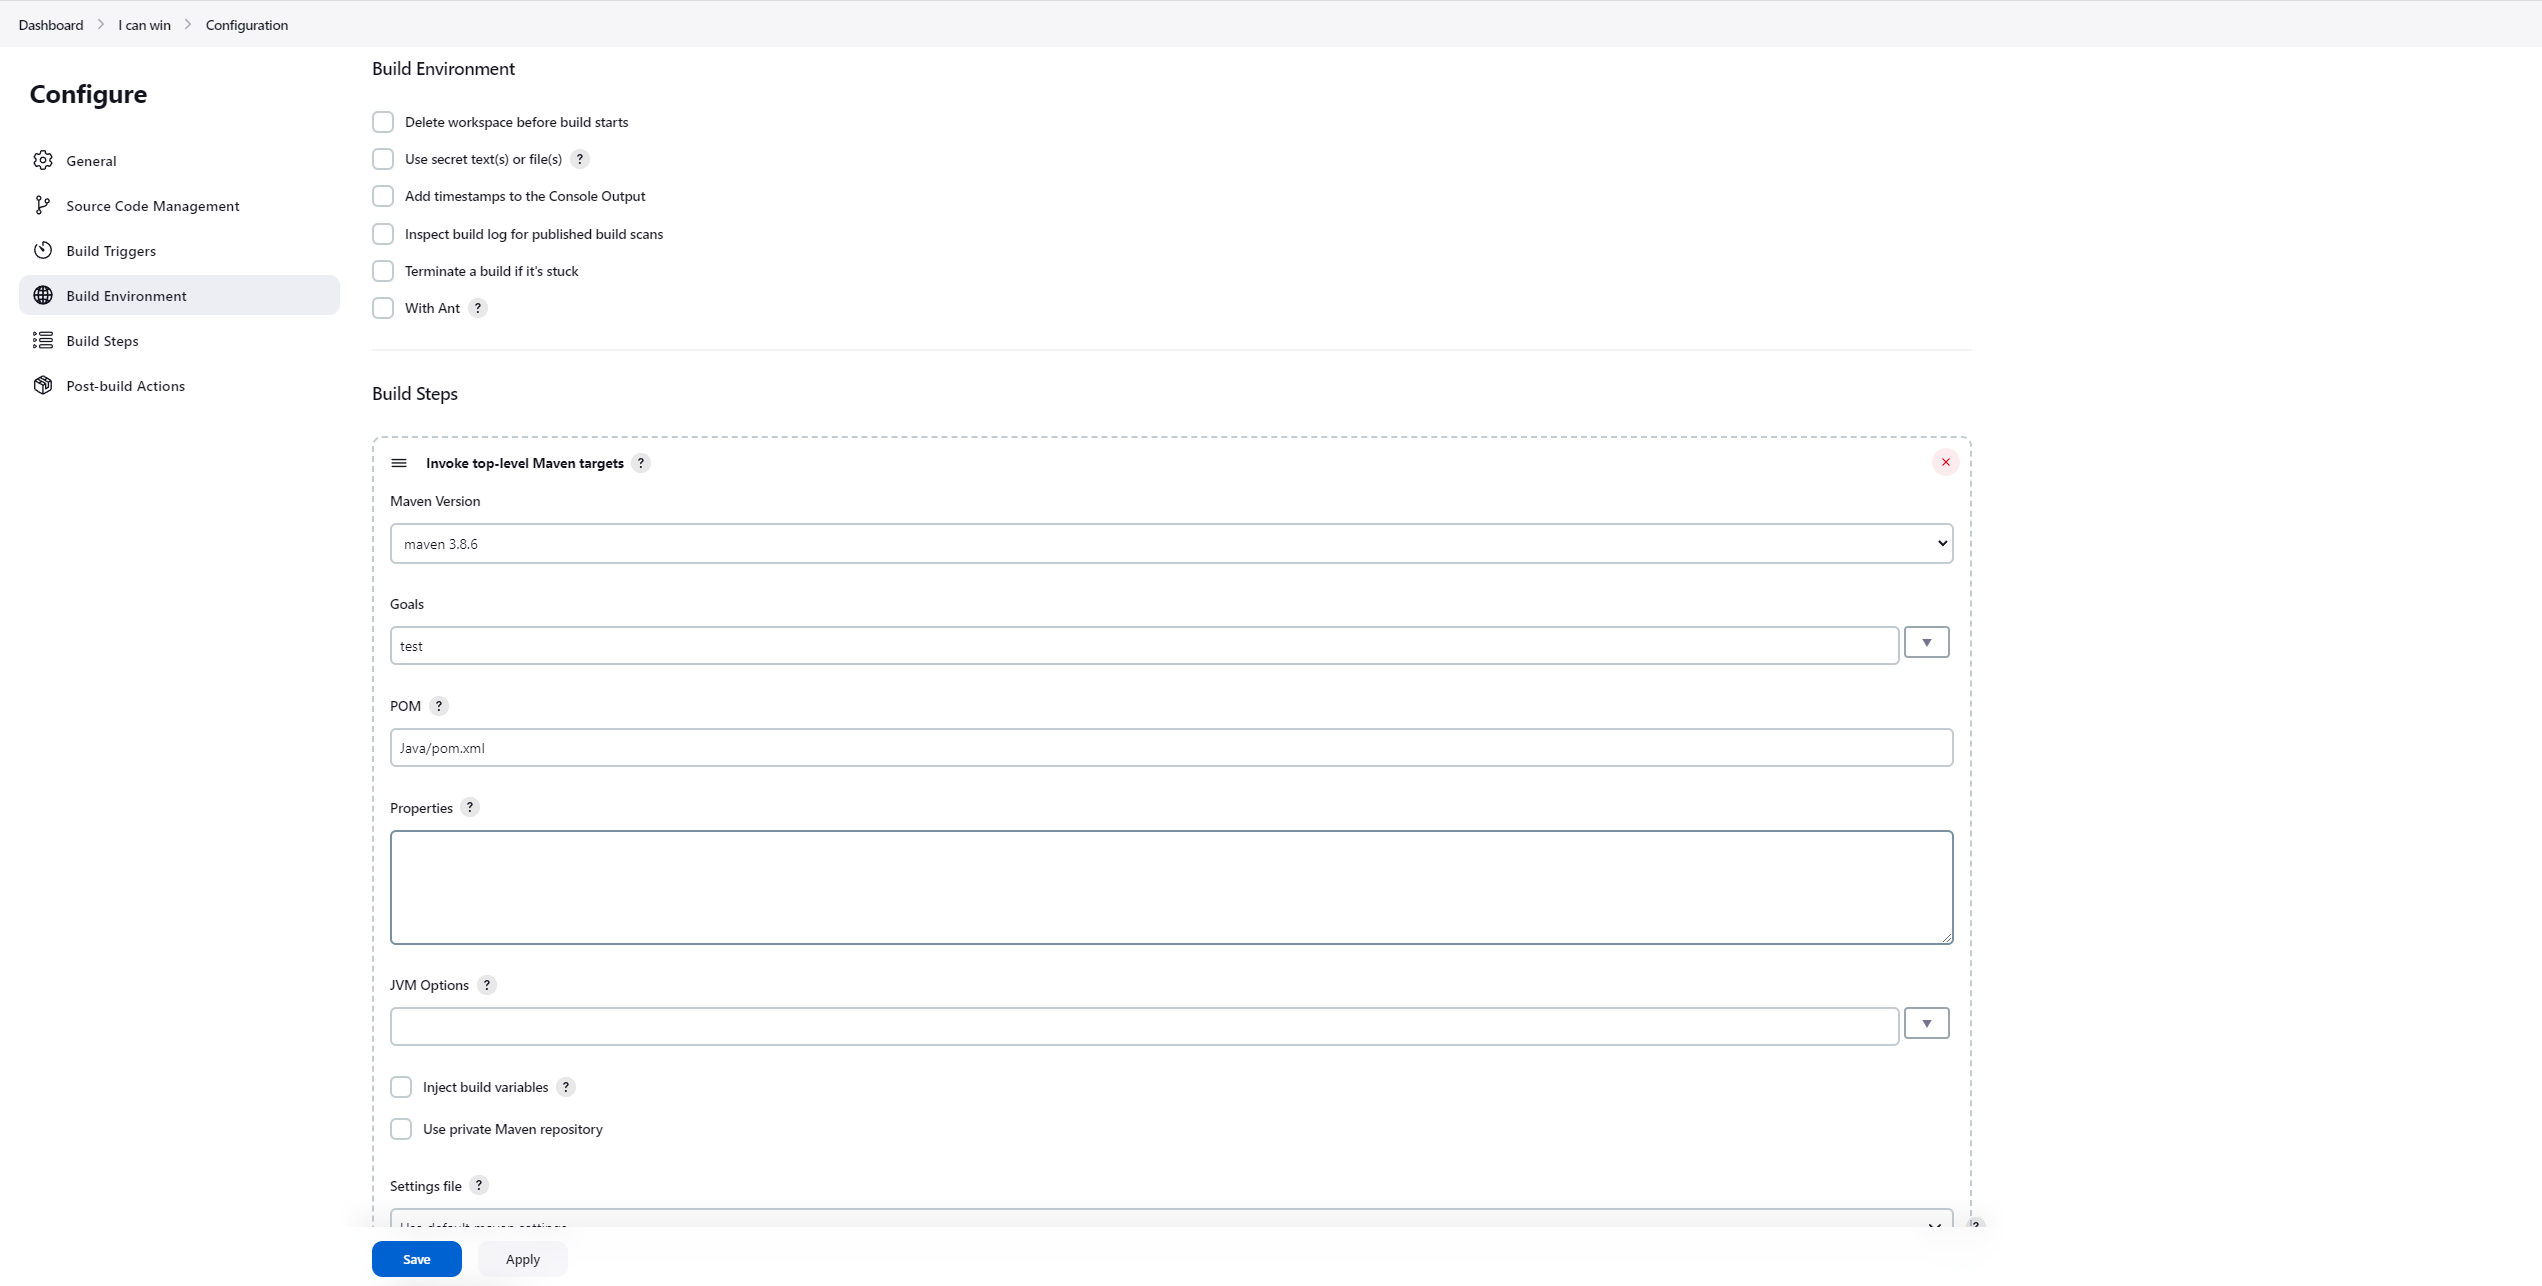 Dashboard > I can win > Configuration
Configure
General
Source Code Management
Build Triggers
Build Environment
Build Steps
Post-build Actions
Build Environment
Delete workspace before build starts
Use secret text(s) or file(s) ?
Add timestamps to the Console Output
Inspect build log for published build scans
Terminate a build if it's stuck
With Ant ?
Build Steps
Invoke top-level Maven targets ?
Maven Version
maven 3.8.6
Goals
test
POM ?
Java/pom.xml
Properties ?
JVM Options ?
Inject build variables ?
Use private Maven repository
Settings file ?
Use default maven settings
?
Save Apply